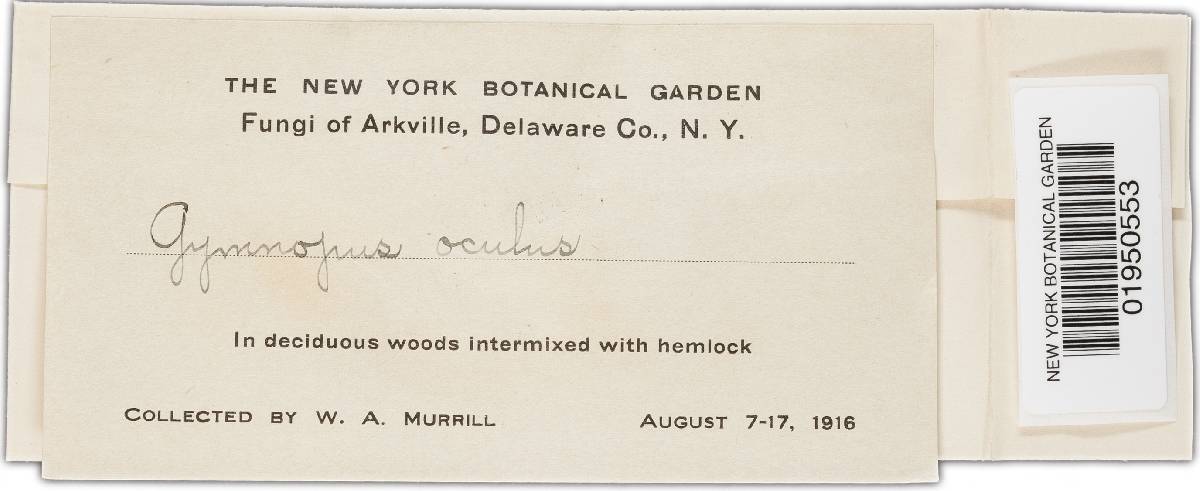 THE NEW YORK BOTANICAL GARDEN
Fungi of Arkville, Delaware Co., N. Y.
Gymnopus oculus
In deciduous woods intermixed with hemlock
COLLECTED BY W. A. MURRILL AUGUST 7-17, 1916
NEW YORK BOTANICAL GARDEN
01950553